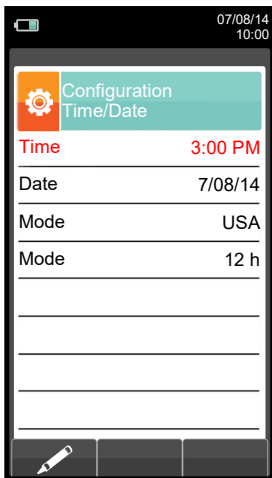 07/08/14
10:00
Configuration
Time/Date
Time 3:00 PM
Date 7/08/14
Mode USA
Mode 12 h